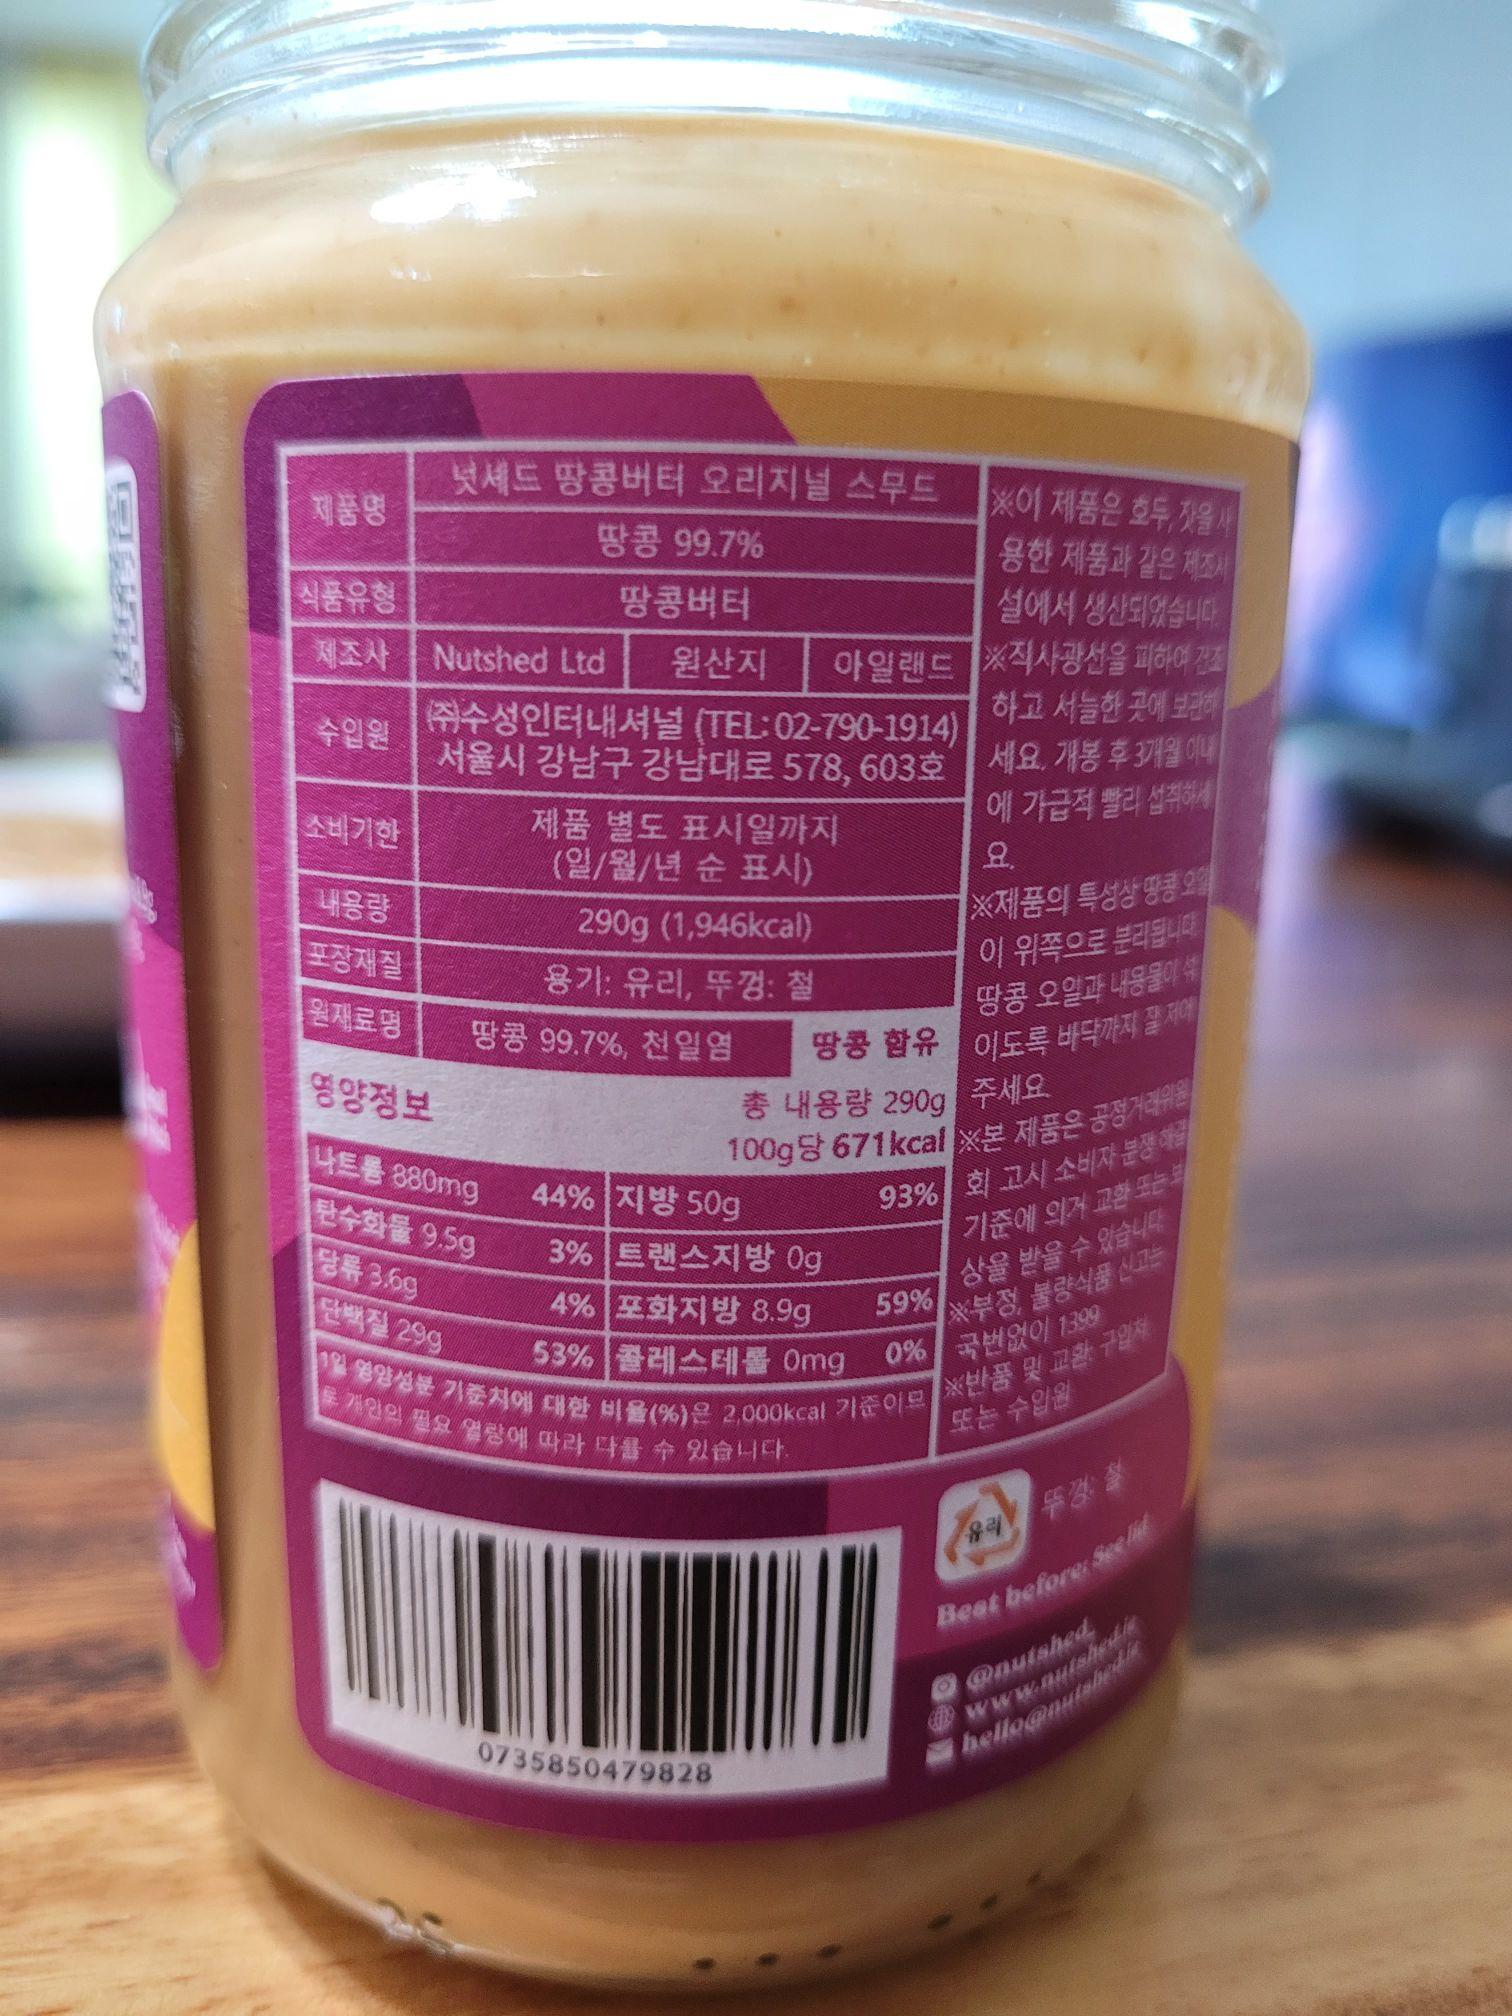 제품명
넛셰드 땅콩버터 오리지널 스무드
땅콩 99.7%
식품유형
땅콩버터
제조사
Nutshed Ltd
원산지
아일랜드
수입원
㈜수성인터내셔널 (TEL: 02-790-1914)
서울시 강남구 강남대로 578, 603호
소비기한
제품 별도 표시일까지
(일/월/년 순 표시)
내용량
290g (1,946kcal)
포장재질
용기: 유리, 뚜껑: 철
원재료명
땅콩 99.7%, 천일염
땅콩 함유
영양정보
총 내용량 290g
100g당 671kcal
나트륨 880mg 44%
지방 50g 93%
탄수화물 9.5g 3%
트랜스지방 0g
당류 3.6g 4%
포화지방 8.9g 59%
단백질 29g 53%
콜레스테롤 0mg 0%
1일 영양성분 기준치에 대한 비율(%)은 2,000kcal 기준이므
로 개인의 필요 열량에 따라 다를 수 있습니다.
※이 제품은 호두, 잣을 사
용한 제품과 같은 제조시
설에서 생산되었습니다.
※직사광선을 피하여 건조
하고 서늘한 곳에 보관하
세요. 개봉 후 3개월 이내
에 가급적 빨리 섭취하세
요.
※제품의 특성상 땅콩 오일
이 위쪽으로 분리됩니다.
땅콩 오일과 내용물이 섞
이도록 바닥까지 잘 저어
주세요.
※본 제품은 공정거래위원
회 고시 소비자 분쟁 해결
기준에 의거 교환 또는 보
상을 받을 수 있습니다.
※부정, 불량식품 신고는
국번없이 1399
※반품 및 교환: 구입처
또는 수입원
유리
뚜껑: 철
Best before: See lid
@nutshed_
www.nutshed.ie
hello@nutshed.ie
0735850479828